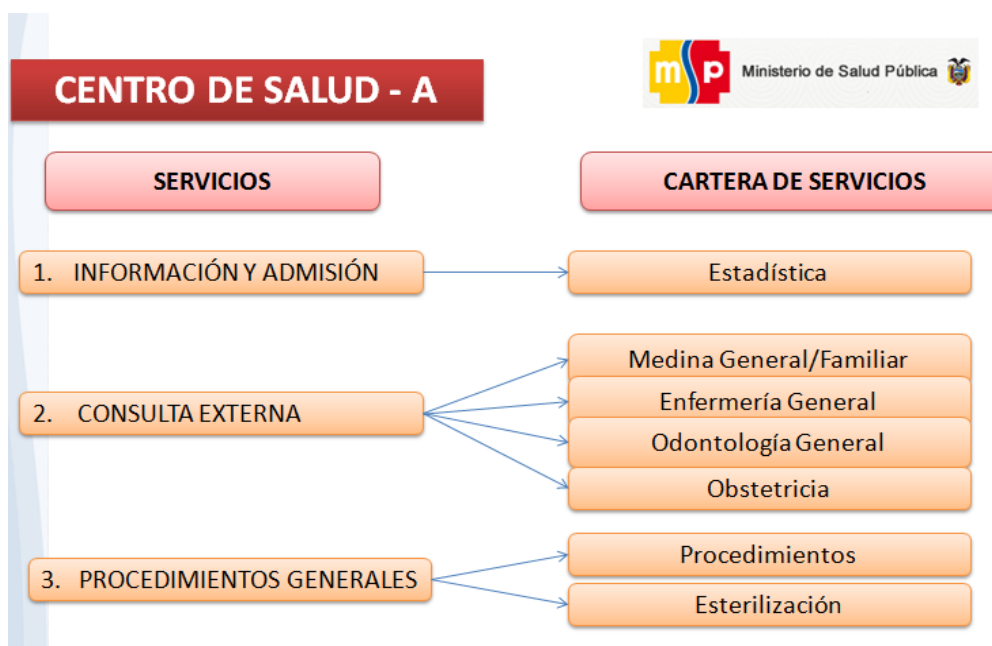 CENTRO DE SALUD - A
msp Ministerio de Salud Pública
SERVICIOS
CARTERA DE SERVICIOS
1. INFORMACIÓN Y ADMISIÓN
Estadística
2. CONSULTA EXTERNA
Medina General/Familiar
Enfermería General
Odontología General
Obstetricia
3. PROCEDIMIENTOS GENERALES
Procedimientos
Esterilización